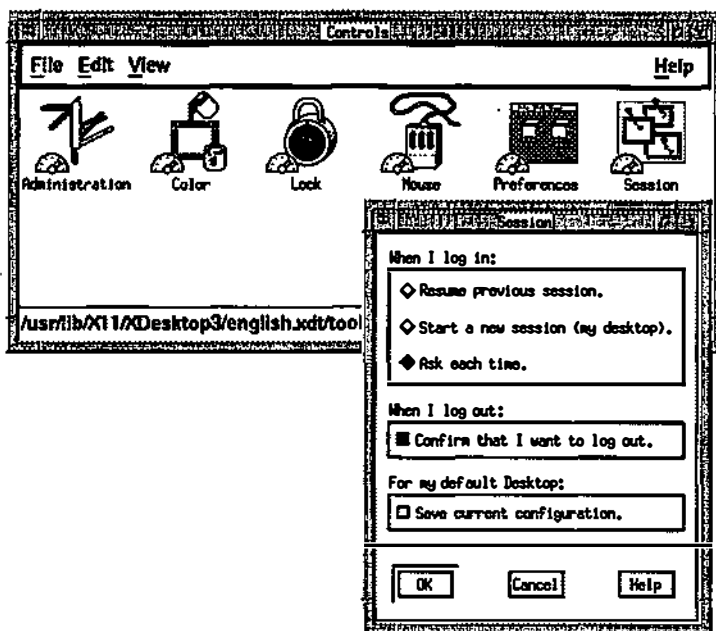 Controls
File Edit View Help
Administration Color Lock Mouse Preferences Session
Session
When I log in:
Resume previous session.
/usr/lib/X11/XDesktop3/english.xdt/tool
Start a new session (my desktop).
Ask each time.
When I log out:
Confirm that I want to log out.
For my default Desktop:
Save current configuration.
OK Cancel Help